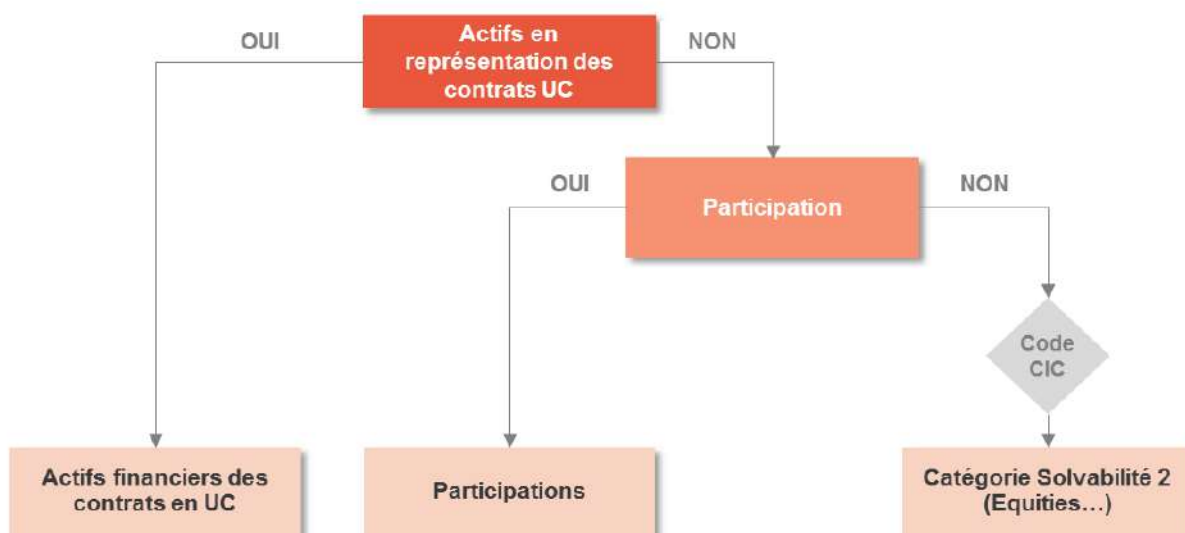 OUI
Actifs en
représentation des
contrats UC
NON
OUI
Participation
NON
Code
CIC
Actifs financiers des
contrats en UC
Participations
Catégorie Solvabilité 2
(Equities…)